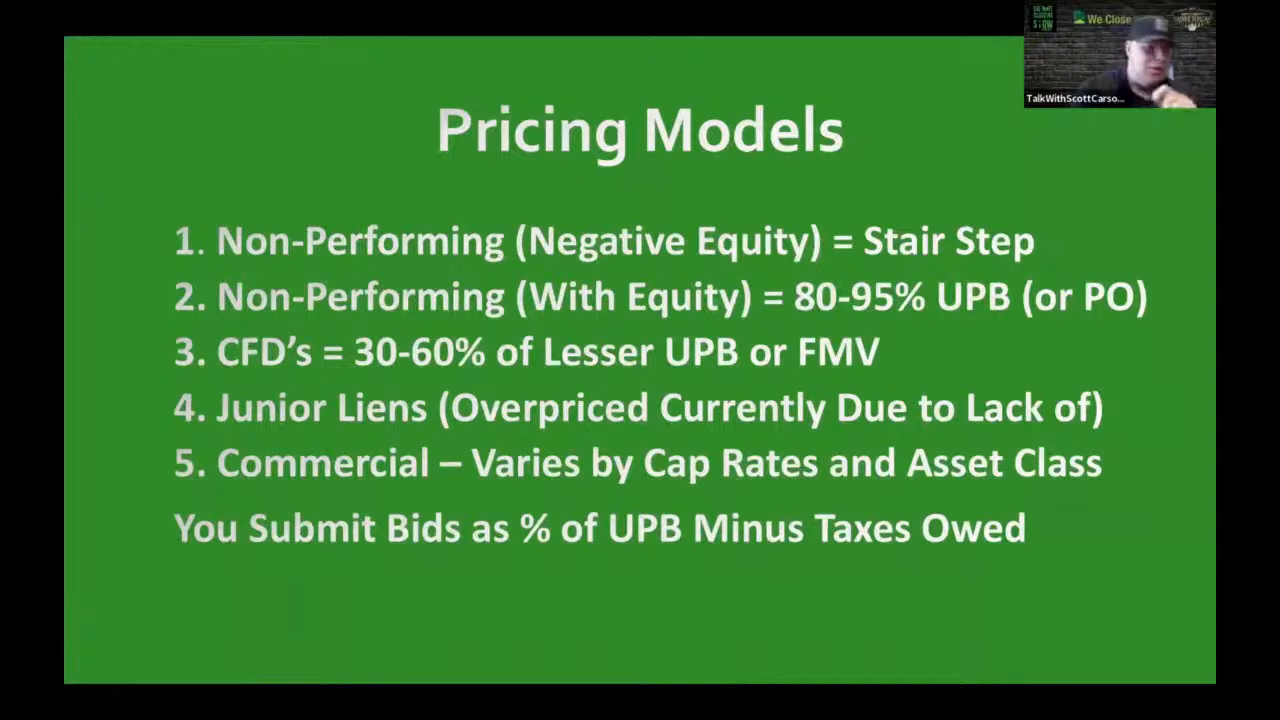 We Close
TalkWithScottCarso...
Pricing Models
1. Non-Performing (Negative Equity) = Stair Step
2. Non-Performing (With Equity) = 80-95% UPB (or PO)
3. CFD’s = 30-60% of Lesser UPB or FMV
4. Junior Liens (Overpriced Currently Due to Lack of)
5. Commercial – Varies by Cap Rates and Asset Class
You Submit Bids as % of UPB Minus Taxes Owed